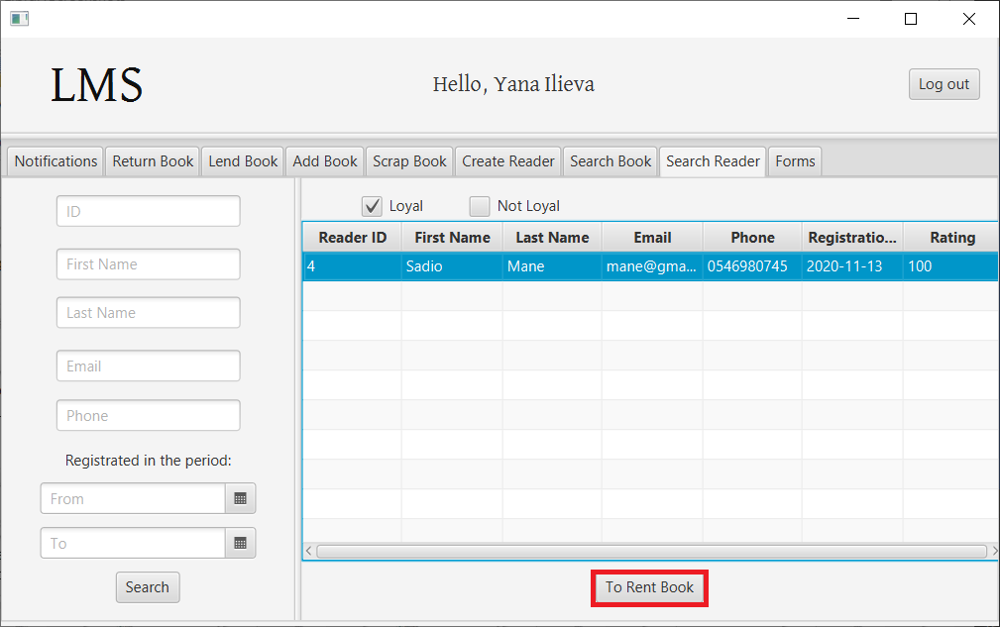 LMS
Hello, Yana Ilieva
Log out
Notifications Return Book Lend Book Add Book Scrap Book Create Reader Search Book Search Reader Forms
ID
First Name
Last Name
Email
Phone
Registrated in the period:
From
To
Search
Loyal Not Loyal
Reader ID First Name Last Name Email Phone Registratio... Rating
4 Sadio Mane mane@gma... 0546980745 2020-11-13 100
To Rent Book